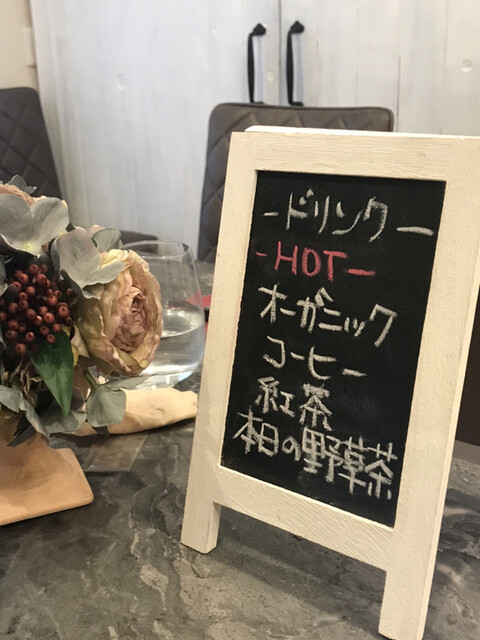 -ドリンク-
-HOT-
オーガニック
コーヒー
紅茶
本日の野草茶